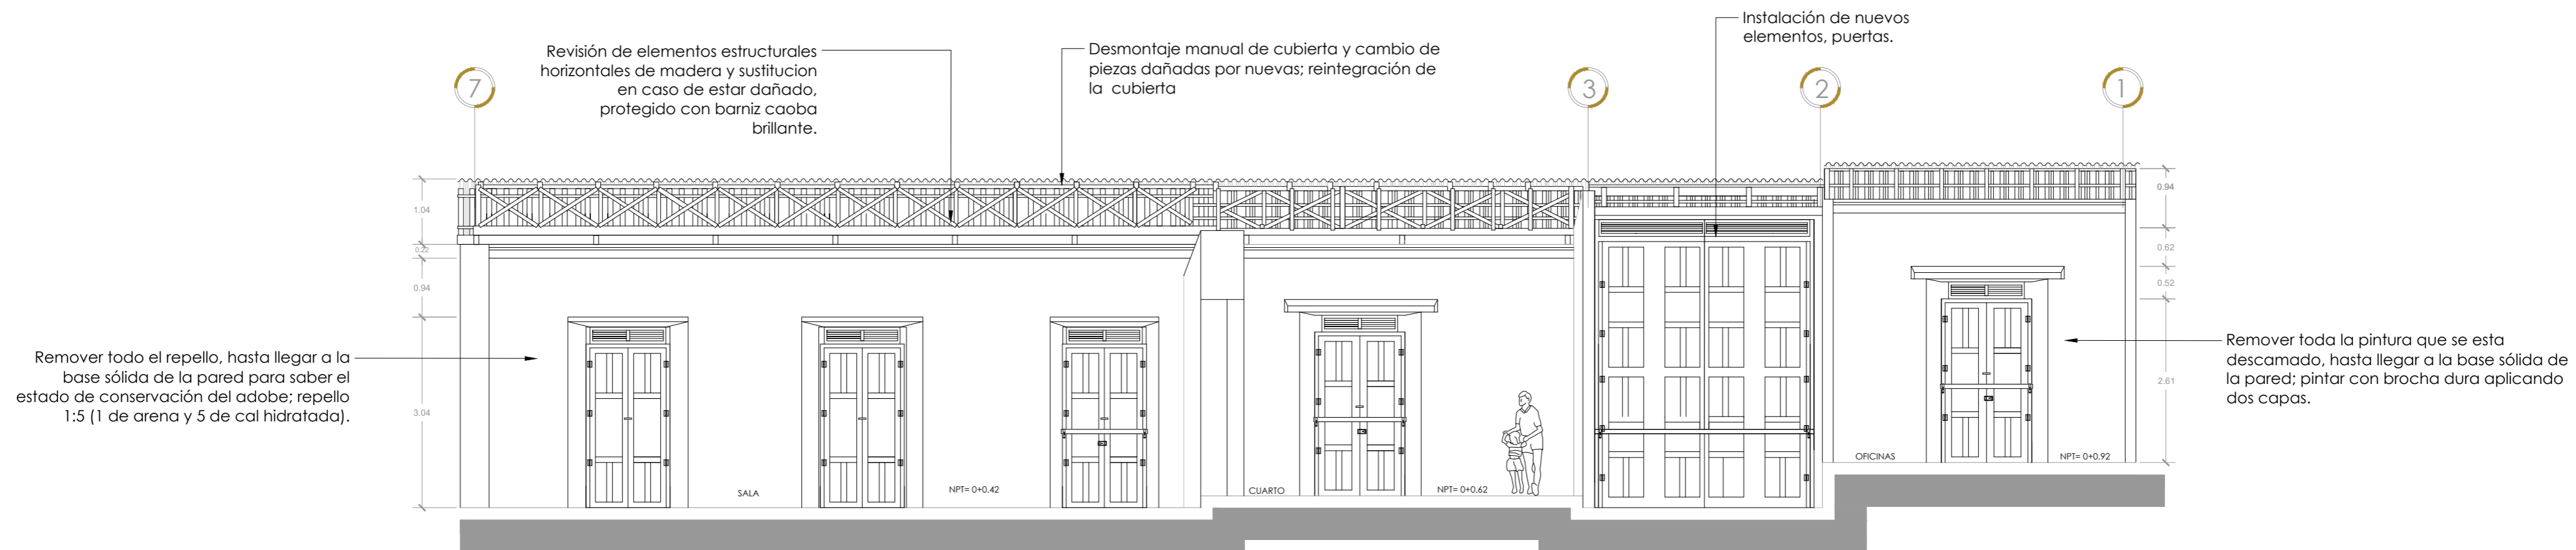 Instalación de nuevos
elementos, puertas.
Revisión de elementos estructurales
horizontales de madera y sustitucion
en caso de estar dañado,
protegido con barniz caoba
brillante.
Desmontaje manual de cubierta y cambio de
piezas dañadas por nuevas; reintegración de
la cubierta
7
3
2
1
1.04
0.22
0.94
3.04
0.94
0.62
0.52
2.61
Remover todo el repello, hasta llegar a la
base sólida de la pared para saber el
estado de conservación del adobe; repello
1:5 (1 de arena y 5 de cal hidratada).
Remover toda la pintura que se esta
descamado, hasta llegar a la base sólida de
la pared; pintar con brocha dura aplicando
dos capas.
SALA
NPT= 0+0.42
CUARTO
NPT= 0+0.62
OFICINAS
NPT= 0+0.92